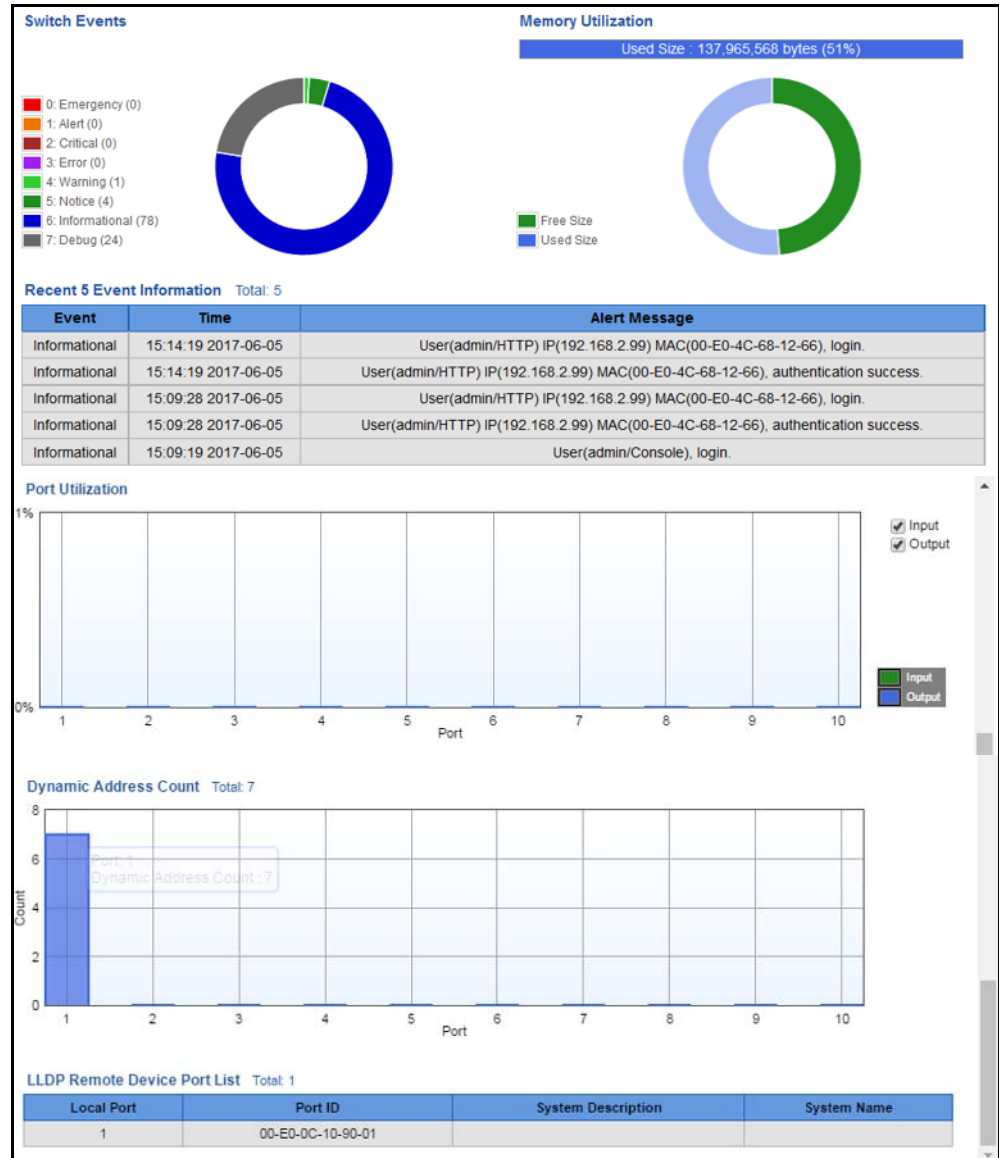 Switch Events
0: Emergency (0)
1: Alert (0)
2: Critical (0)
3: Error (0)
4: Warning (1)
5: Notice (4)
6: Informational (78)
7: Debug (24)
Memory Utilization
Used Size : 137,965,568 bytes (51%)
Free Size
Used Size
Recent 5 Event Information Total: 5
Event Time Alert Message
Informational 15:14:19 2017-06-05 User(admin/HTTP) IP(192.168.2.99) MAC(00-E0-4C-68-12-66), login.
Informational 15:14:19 2017-06-05 User(admin/HTTP) IP(192.168.2.99) MAC(00-E0-4C-68-12-66), authentication success.
Informational 15:09:28 2017-06-05 User(admin/HTTP) IP(192.168.2.99) MAC(00-E0-4C-68-12-66), login.
Informational 15:09:28 2017-06-05 User(admin/HTTP) IP(192.168.2.99) MAC(00-E0-4C-68-12-66), authentication success.
Informational 15:09:19 2017-06-05 User(admin/Console), login.
Port Utilization
1%
0%
1 2 3 4 5 6 7 8 9 10
Port
Input
Output
Input
Output
Dynamic Address Count Total: 7
8
6
4
2
0
Count
Port: 1
Dynamic Address Count : 7
1 2 3 4 5 6 7 8 9 10
Port
LLDP Remote Device Port List Total: 1
Local Port Port ID System Description System Name
1 00-E0-0C-10-90-01